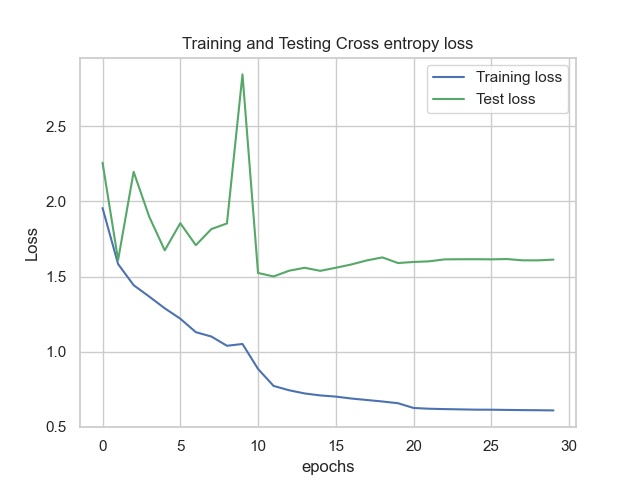 Training and Testing Cross entropy loss
Training loss
Test loss
2.5
2.0
1.5
1.0
0.5
Loss
0 5 10 15 20 25 30
epochs